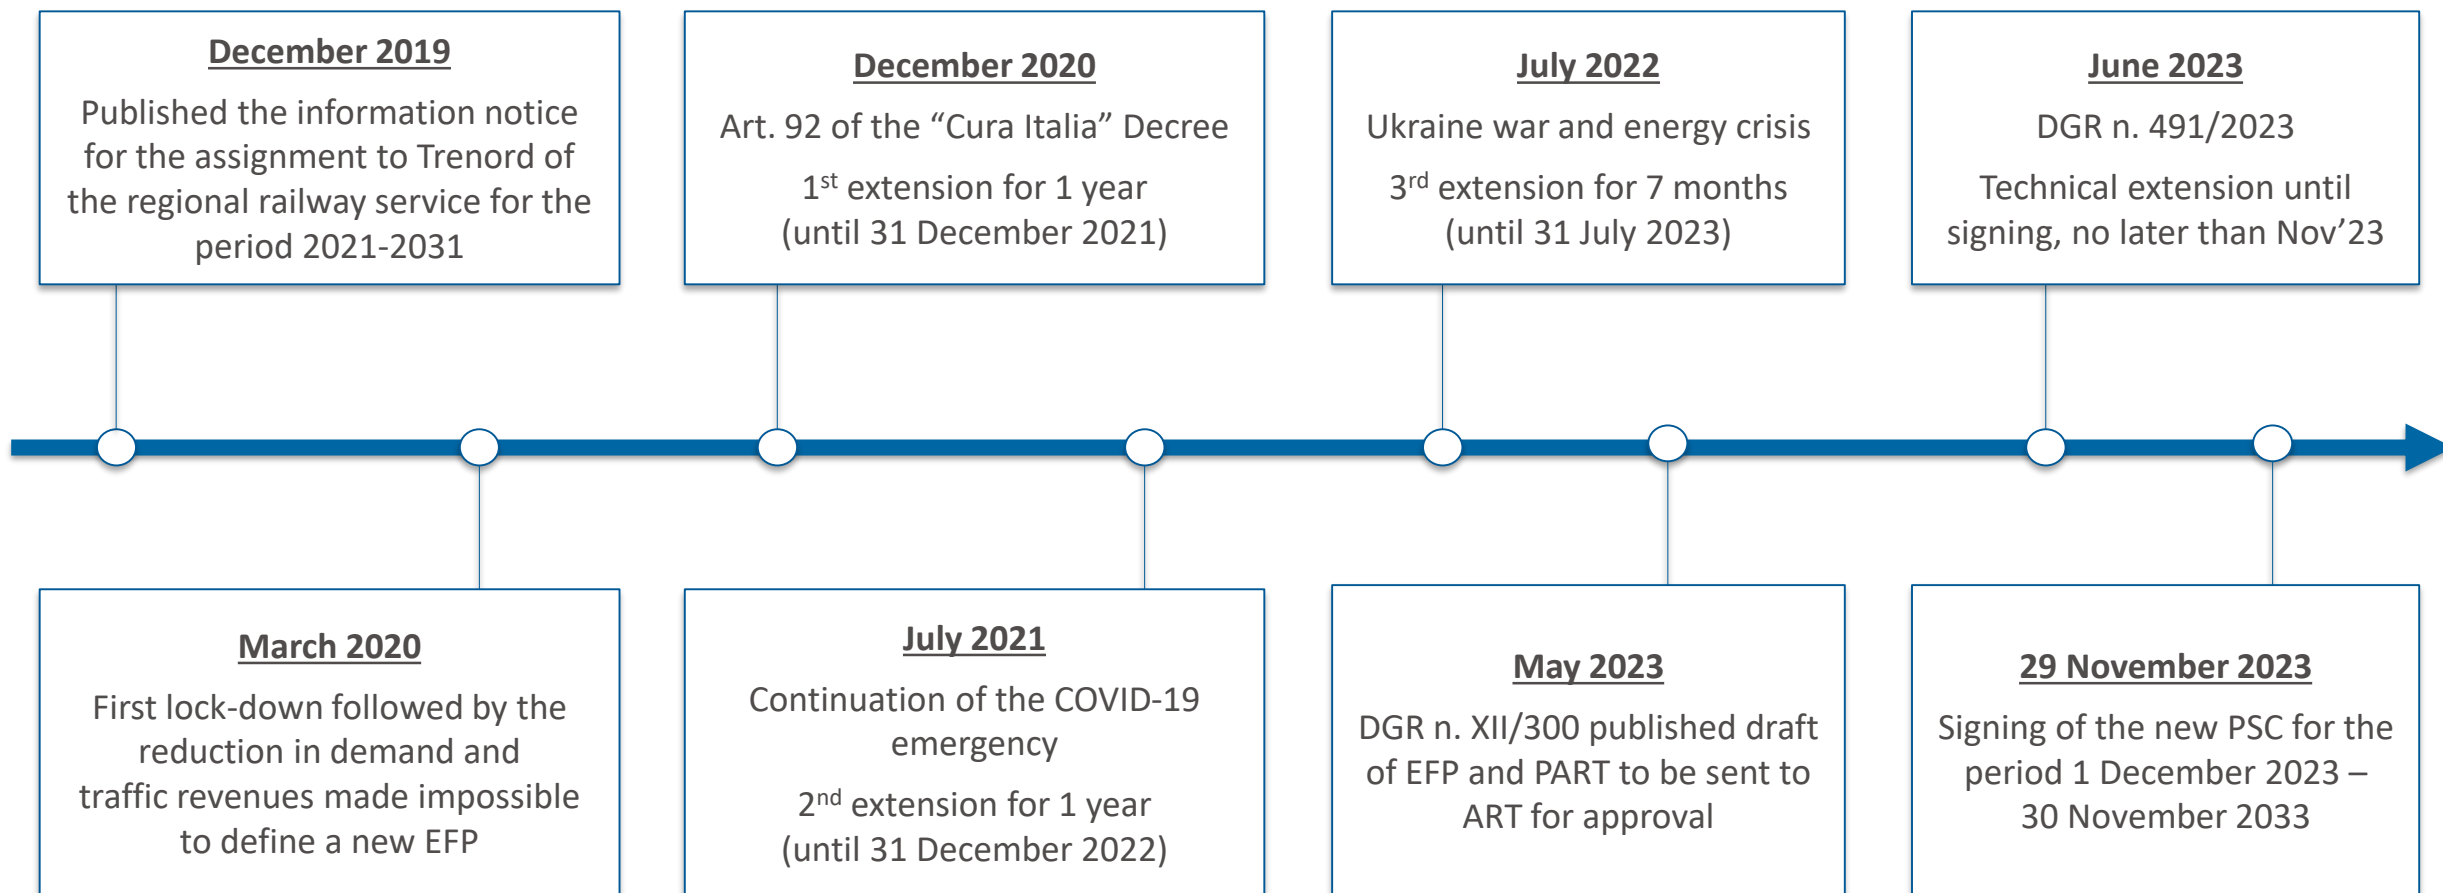 December 2019
Published the information notice
for the assignment to Trenord of
the regional railway service for the
period 2021-2031
December 2020
Art. 92 of the “Cura Italia” Decree
1st extension for 1 year
(until 31 December 2021)
July 2022
Ukraine war and energy crisis
3rd extension for 7 months
(until 31 July 2023)
June 2023
DGR n. 491/2023
Technical extension until
signing, no later than Nov’23
March 2020
First lock-down followed by the
reduction in demand and
traffic revenues made impossible
to define a new EFP
July 2021
Continuation of the COVID-19
emergency
2nd extension for 1 year
(until 31 December 2022)
May 2023
DGR n. XII/300 published draft
of EFP and PART to be sent to
ART for approval
29 November 2023
Signing of the new PSC for the
period 1 December 2023 –
30 November 2033